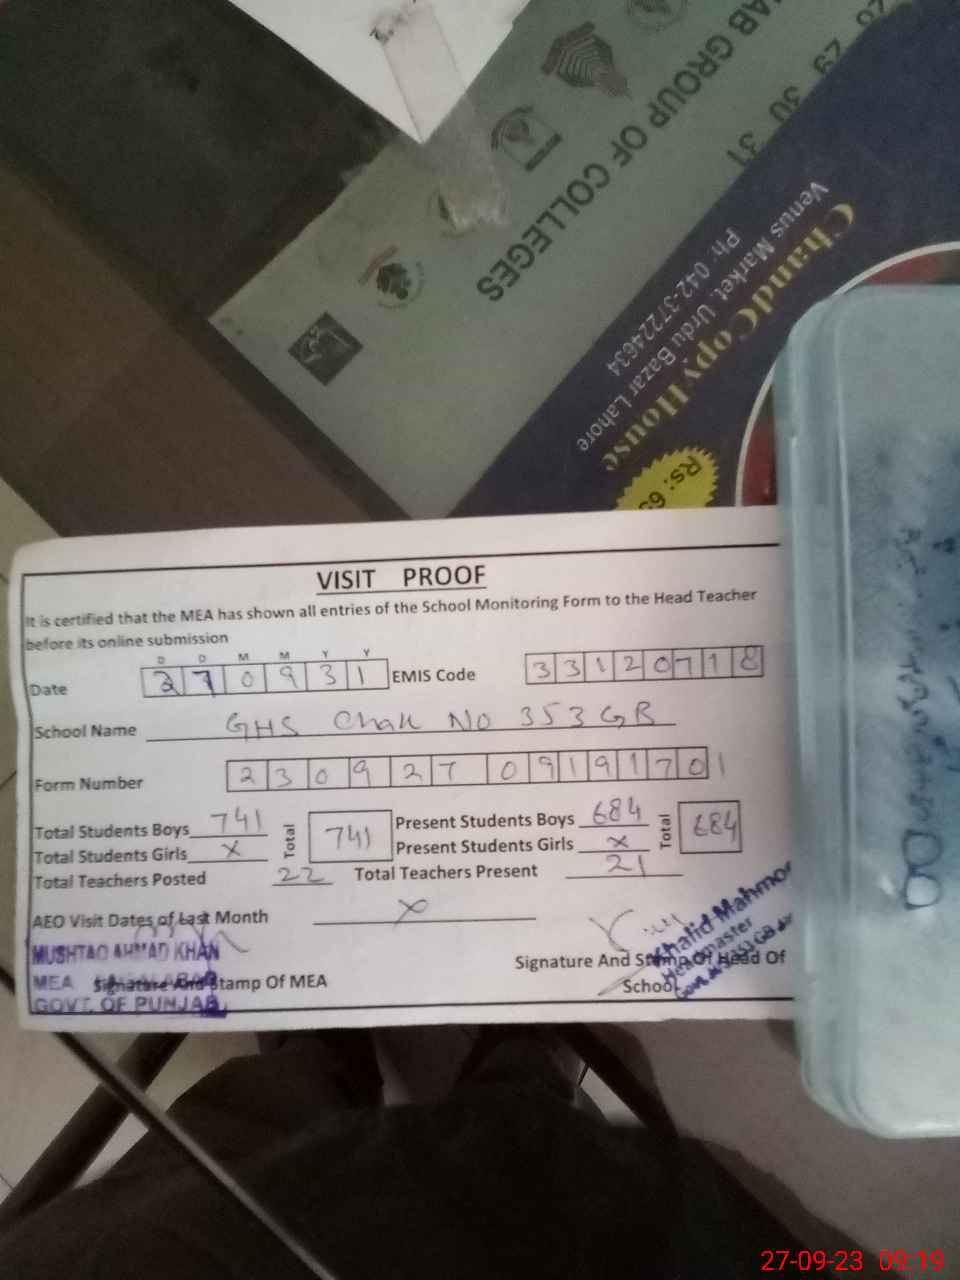 AB GROUP OF COLLEGES
29 30 31
Chand Copy House
Venus Market, Urdu Bazar Lahore
Ph: 042-37224634
VISIT PROOF
It is certified that the MEA has shown all entries of the School Monitoring Form to the Head Teacher
before its online submission
D D M M Y Y
Date 2 7 0 9 3 1 EMIS Code 3 3 1 2 0 7 1 8
School Name GHS Chak No 353 GB
Form Number 2 3 0 9 2 7 0 9 1 9 1 7 0 1
Total Students Boys 741 Total 741 Present Students Boys 684 Total 684
Total Students Girls x Present Students Girls x
Total Teachers Posted 22 Total Teachers Present 21
AEO Visit Dates of Last Month x
MUSHTAQ AHMAD KHAN
MEA
Signature And Stamp Of MEA
GOVT. OF PUNJAB
Khalid Mahmo
Headmaster
Signature And Stamp Of Head Of
School
27-09-23 09:19